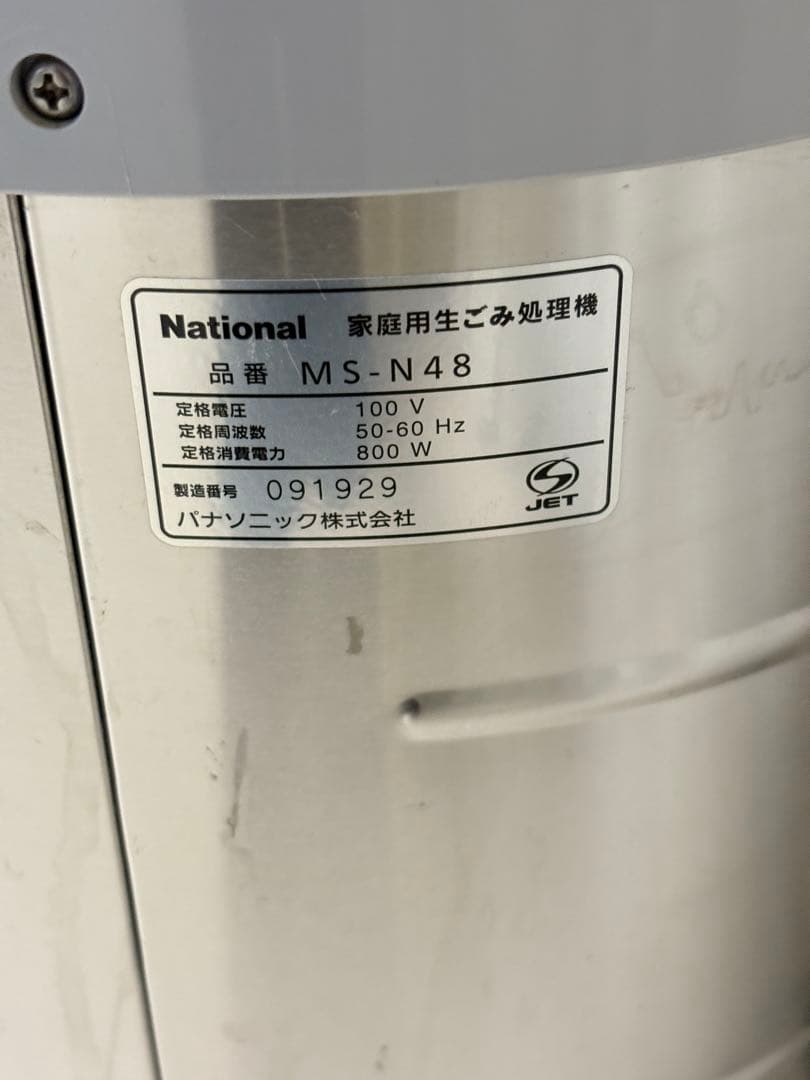 National 家庭用生ごみ処理機
品番 MS-N48
定格電圧 100 V
定格周波数 50-60 Hz
定格消費電力 800 W
製造番号 091929
JET
パナソニック株式会社